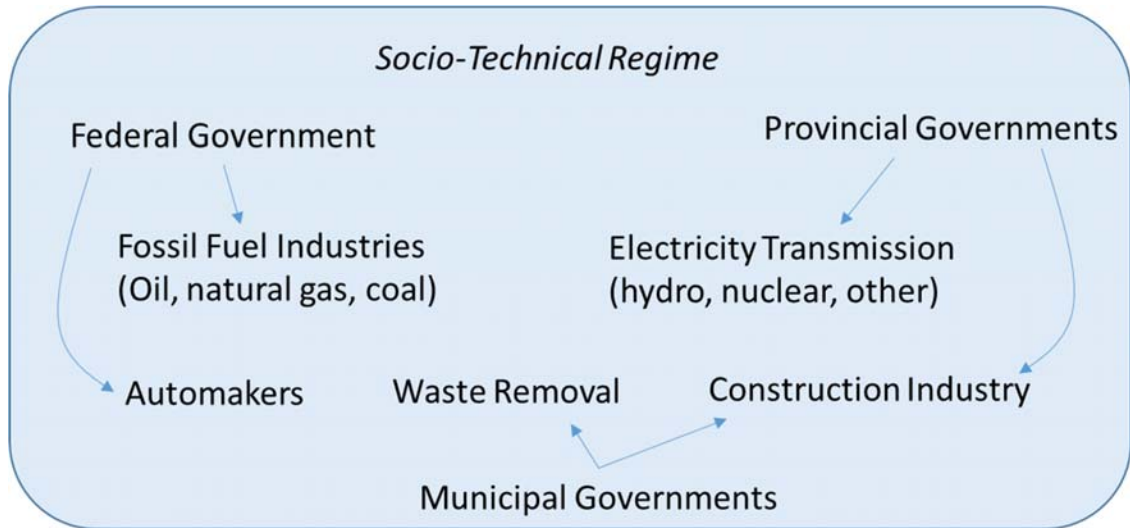 Socio-Technical Regime
Federal Government
Provincial Governments
Fossil Fuel Industries
(Oil, natural gas, coal)
Electricity Transmission
(hydro, nuclear, other)
Automakers
Waste Removal
Construction Industry
Municipal Governments